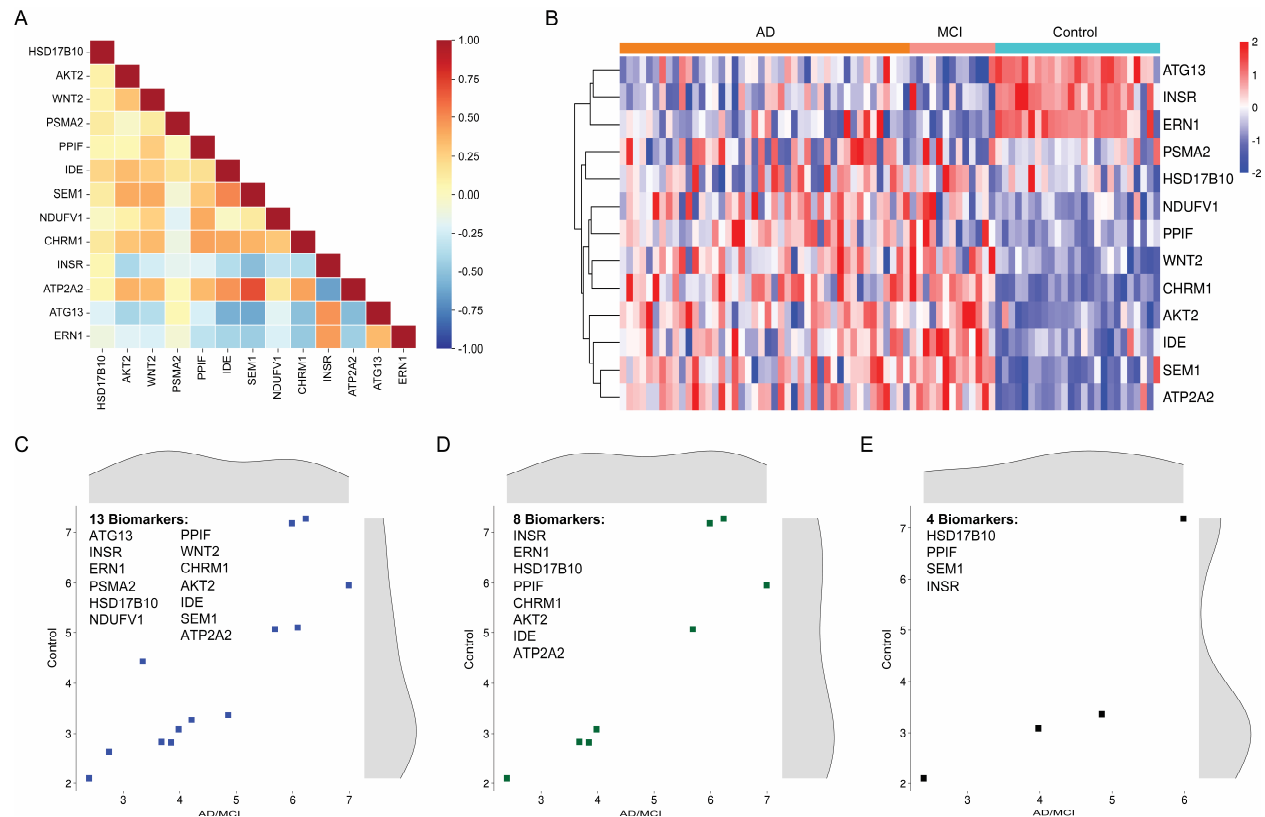 A
HSD17B10
AKT2
WNT2
PSMA2
PPIF
IDE
SEM1
NDUFV1
CHRM1
INSR
ATP2A2
ATG13
ERN1
HSD17B10
AKT2
WNT2
PSMA2
PPIF
IDE
SEM1
NDUFV1
CHRM1
INSR
ATP2A2
ATG13
ERN1
1.00
0.75
0.50
0.25
0.00
-0.25
-0.50
-0.75
-1.00
B
AD MCI Control
ATG13
INSR
ERN1
PSMA2
HSD17B10
NDUFV1
PPIF
WNT2
CHRM1
AKT2
IDE
SEM1
ATP2A2
2
1
0
-1
-2
C
13 Biomarkers:
ATG13 PPIF
INSR WNT2
ERN1 CHRM1
PSMA2 AKT2
HSD17B10 IDE
NDUFV1 SEM1
ATP2A2
Control
7
6
5
4
3
2
3 4 5 6 7
AD/MCI
D
8 Biomarkers:
INSR
ERN1
HSD17B10
PPIF
CHRM1
AKT2
IDE
ATP2A2
Control
7
6
5
4
3
2
3 4 5 6 7
AD/MCI
E
4 Biomarkers:
HSD17B10
PPIF
SEM1
INSR
Control
7
6
5
4
3
2
3 4 5 6
AD/MCI